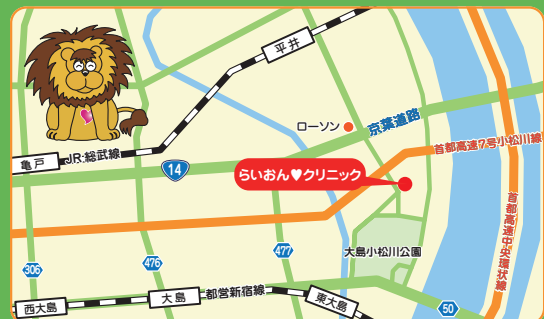 平井
ローソン
京葉道路
亀戸
JR.総武線
首都高速7号小松川線
14
らいおん♥クリニック
首都高速中央環状線
大島小松川公園
306
476
477
西大島
大島
都営新宿線
東大島
50